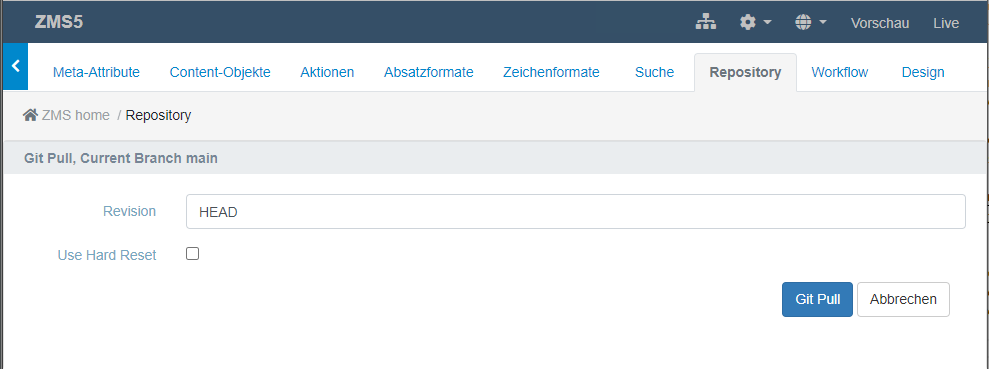 ZMS5 Vorschau Live
Meta-Attribute Content-Objekte Aktionen Absatzformate Zeichenformate Suche Repository Workflow Design
ZMS home / Repository
Git Pull, Current Branch main
Revision HEAD
Use Hard Reset
Git Pull Abbrechen